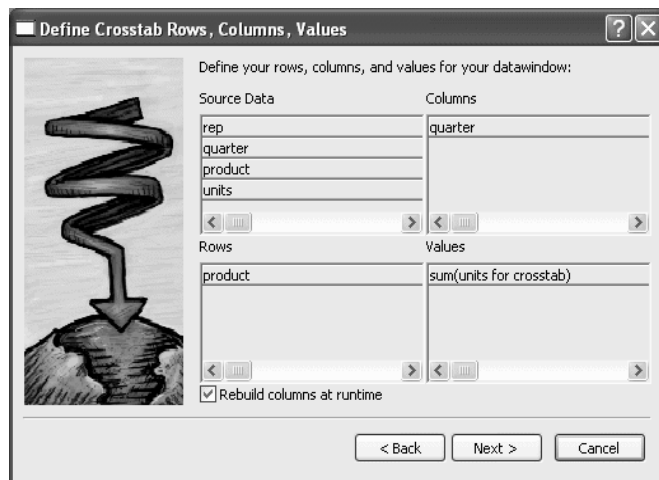 Define Crosstab Rows, Columns, Values
Define your rows, columns, and values for your datawindow:
Source Data
rep
quarter
product
units
Columns
quarter
Rows
product
Values
sum(units for crosstab)
Rebuild columns at runtime
< Back
Next >
Cancel